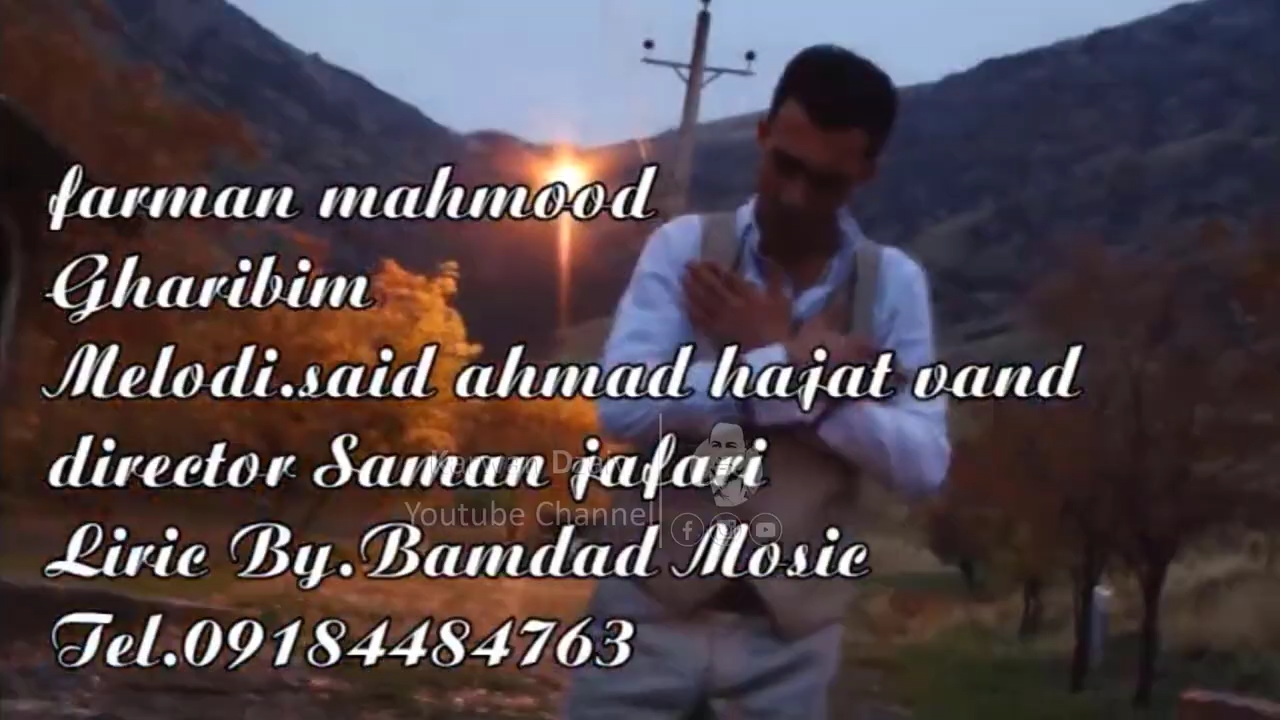 farman mahmood
Gharibim
Melodi.said ahmad hajat vand
director Saman jafari
Karwan
Youtube Channel
Liric By.Bamdad Mosic
Tel.09184484763